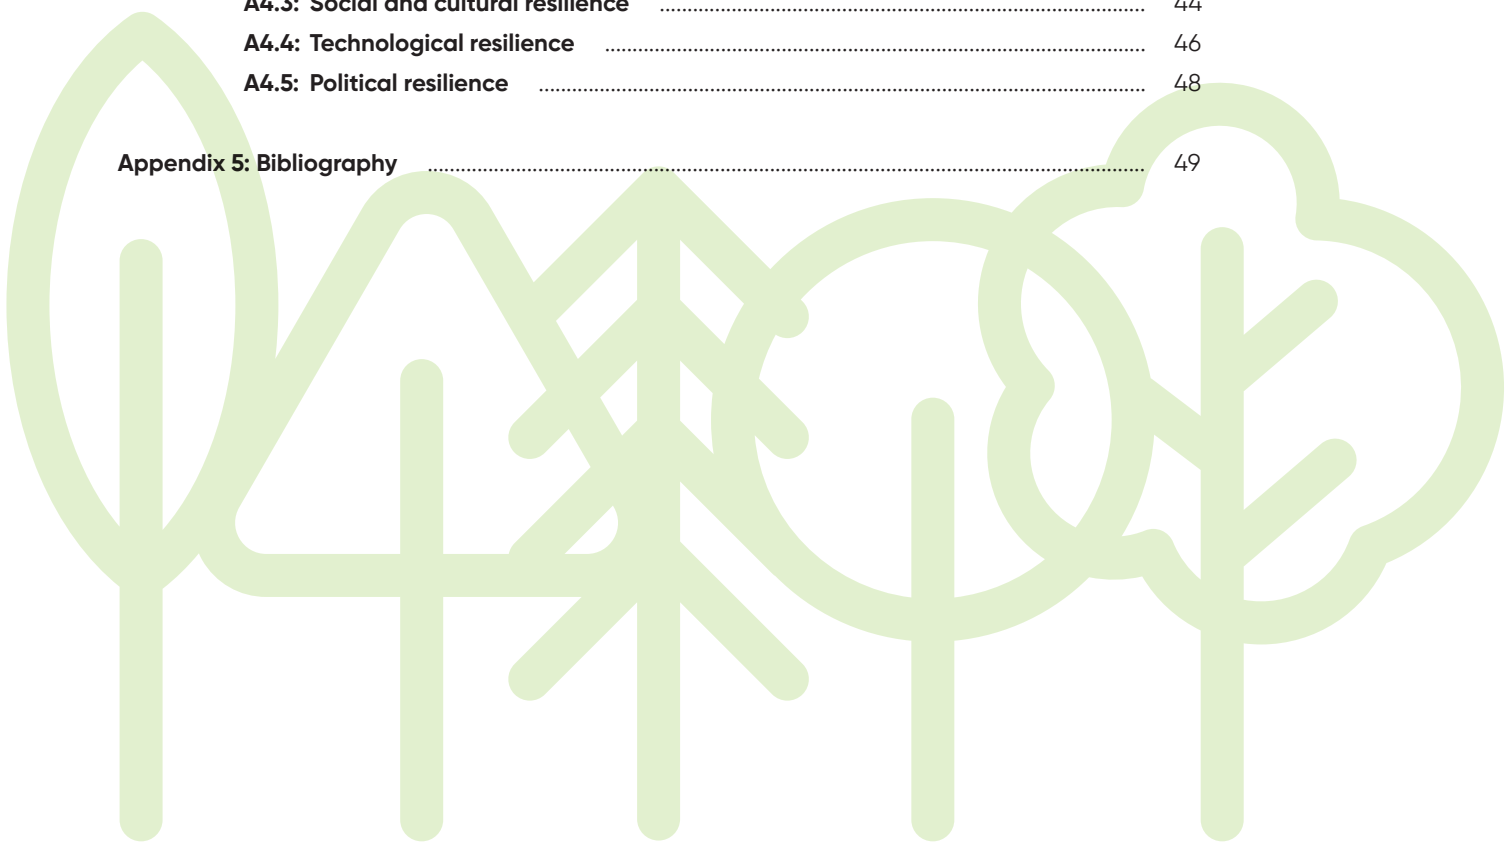 A4.3: Social and cultural resilience ........ 44
A4.4: Technological resilience ........ 46
A4.5: Political resilience ........ 48
Appendix 5: Bibliography ........ 49